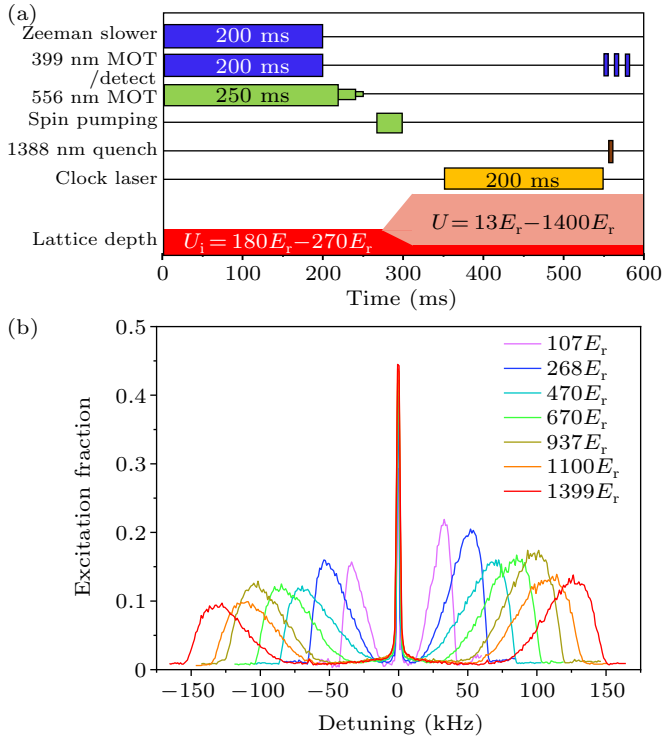 (a)
Zeeman slower
200 ms
399 nm MOT
/detect
200 ms
556 nm MOT
250 ms
Spin pumping
1388 nm quench
Clock laser
200 ms
Lattice depth
Uᵢ = 180Eᵣ−270Eᵣ
U = 13Eᵣ−1400Eᵣ
0 100 200 300 400 500 600
Time (ms)
(b)
Excitation fraction
0.5
0.4
0.3
0.2
0.1
0
107Eᵣ
268Eᵣ
470Eᵣ
670Eᵣ
937Eᵣ
1100Eᵣ
1399Eᵣ
−150 −100 −50 0 50 100 150
Detuning (kHz)